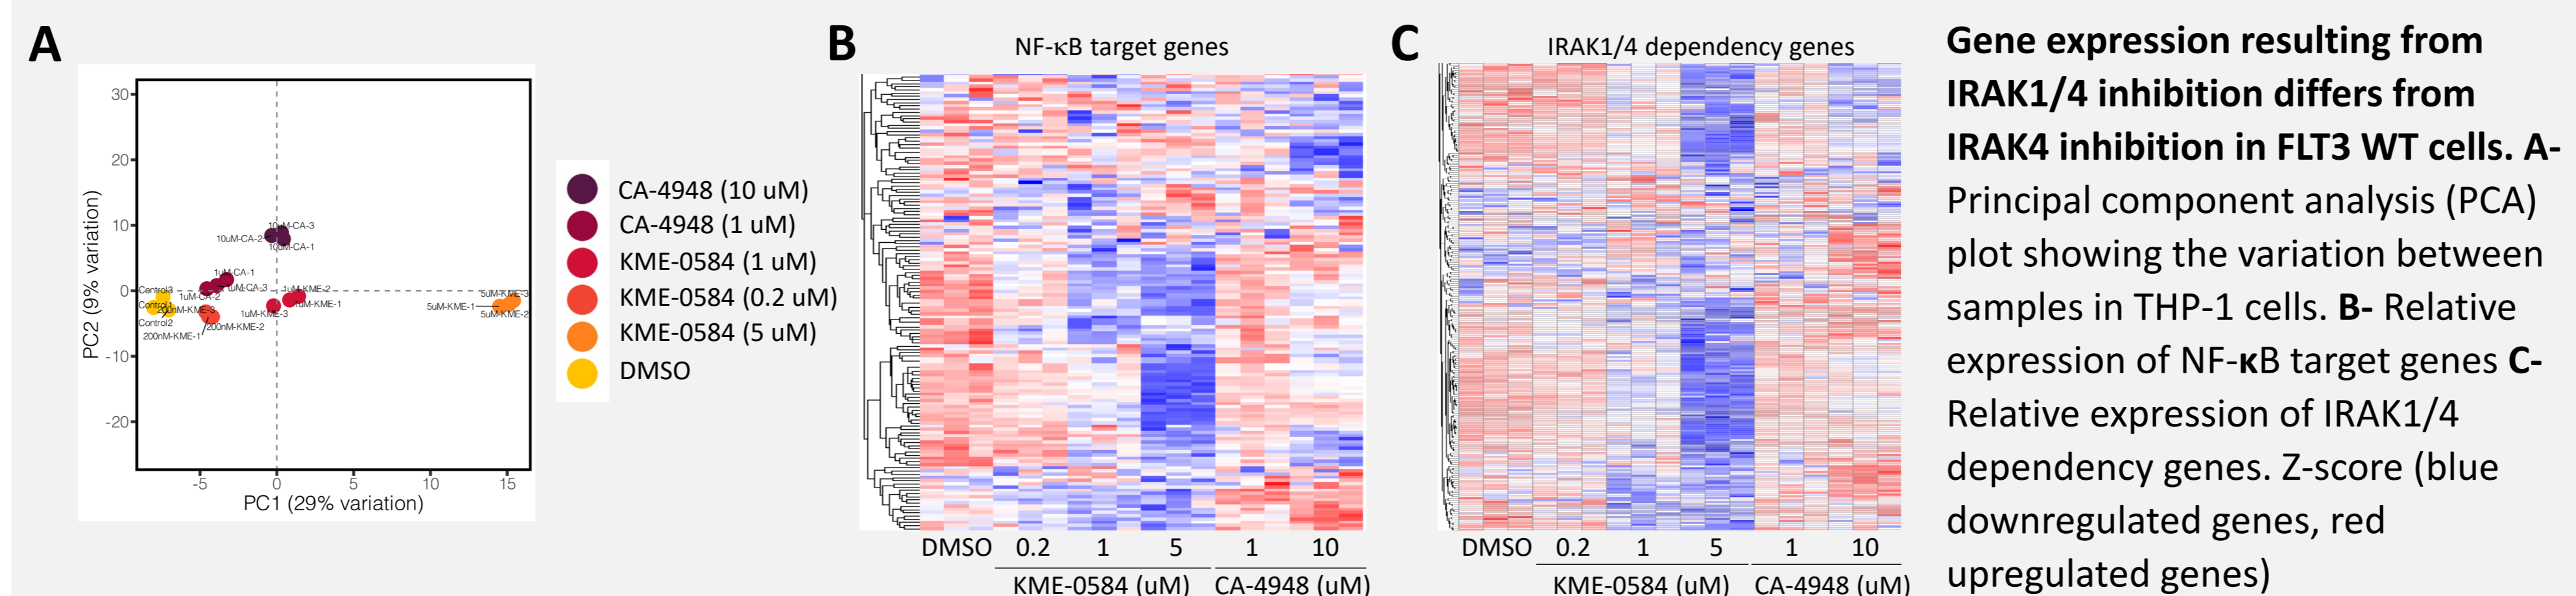 A
PC2 (9% variation)
30
20
10
0
-10
-20
-5
0
5
10
15
PC1 (29% variation)
10uM-CA-3
10uM-CA-2
10uM-CA-1
1uM-CA-1
1uM-CA-3
1uM-CA-2
Control3
Control1
Control2
200nM-KME-3
200nM-KME-2
200nM-KME-1
1uM-KME-2
1uM-KME-1
1uM-KME-3
5uM-KME-3
5uM-KME-1
5uM-KME-2
CA-4948 (10 uM)
CA-4948 (1 uM)
KME-0584 (1 uM)
KME-0584 (0.2 uM)
KME-0584 (5 uM)
DMSO
B
NF-κB target genes
DMSO 0.2 1 5 1 10
KME-0584 (uM) CA-4948 (uM)
C
IRAK1/4 dependency genes
DMSO 0.2 1 5 1 10
KME-0584 (uM) CA-4948 (uM)
Gene expression resulting from
IRAK1/4 inhibition differs from
IRAK4 inhibition in FLT3 WT cells. A-
Principal component analysis (PCA)
plot showing the variation between
samples in THP-1 cells. B- Relative
expression of NF-κB target genes C-
Relative expression of IRAK1/4
dependency genes. Z-score (blue
downregulated genes, red
upregulated genes)